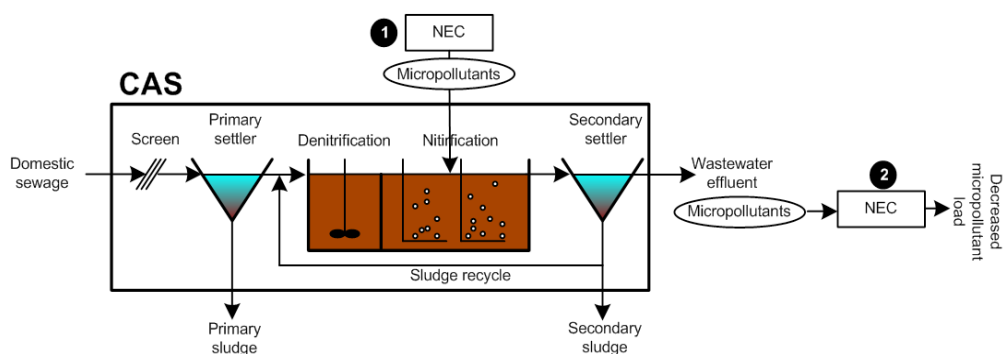 1
NEC
Micropollutants
CAS
Screen
Primary
settler
Denitrification
Nitirfication
Secondary
settler
Domestic
sewage
Wastewater
effluent
Micropollutants
2
NEC
Decreased
micropollutant
load
Sludge recycle
Primary
sludge
Secondary
sludge